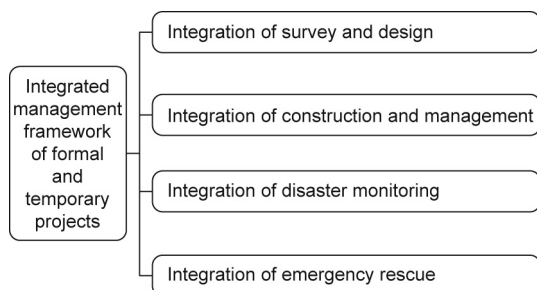 Integrated
management
framework
of formal
and
temporary
projects
Integration of survey and design
Integration of construction and management
Integration of disaster monitoring
Integration of emergency rescue